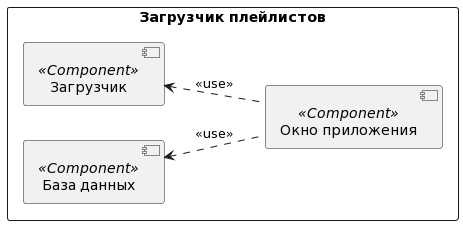 Загрузчик плейлистов
«Component»
Загрузчик
«use»
«Component»
Окно приложения
«use»
«Component»
База данных